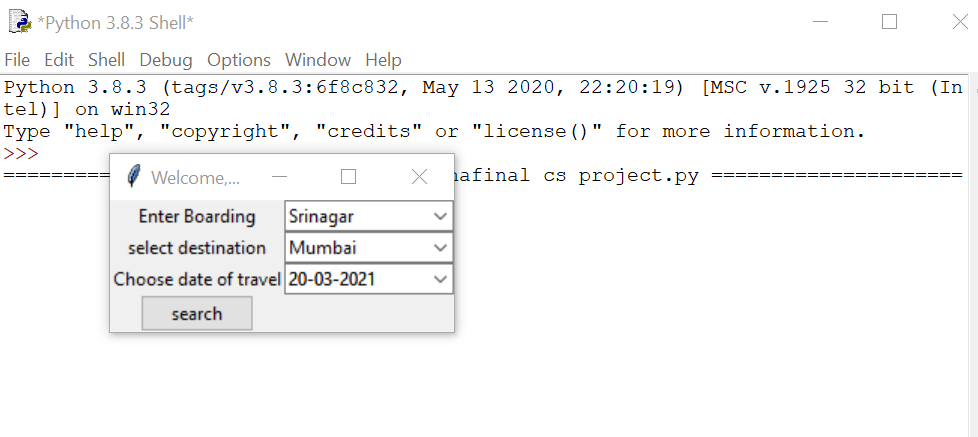 *Python 3.8.3 Shell*
File Edit Shell Debug Options Window Help
Python 3.8.3 (tags/v3.8.3:6f8c832, May 13 2020, 22:20:19) [MSC v.1925 32 bit (In
tel)] on win32
Type "help", "copyright", "credits" or "license()" for more information.
>>>
=========== cs project.py =====================
Welcome,...
Enter Boarding Srinagar
select destination Mumbai
Choose date of travel 20-03-2021
search